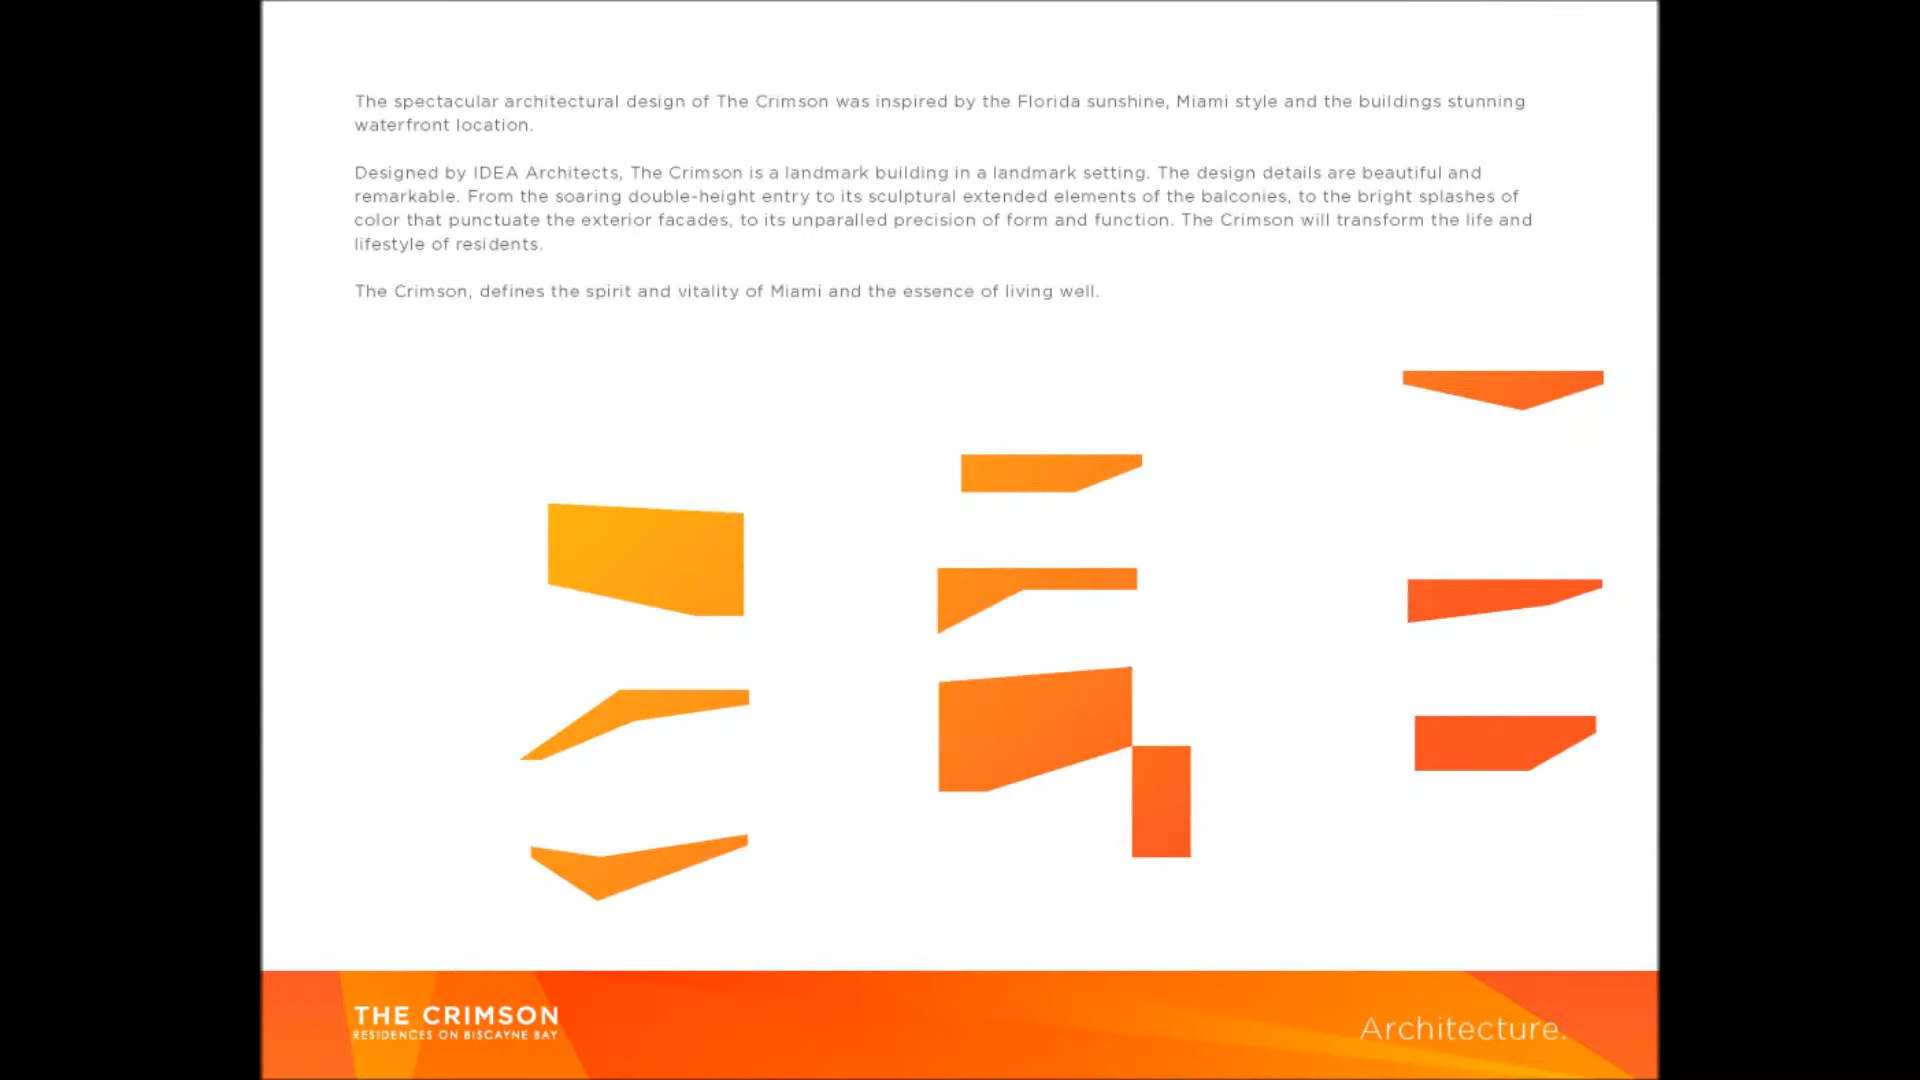 The spectacular architectural design of The Crimson was inspired by the Florida sunshine, Miami style and the buildings stunning
waterfront location.
Designed by IDEA Architects, The Crimson is a landmark building in a landmark setting. The design details are beautiful and
remarkable. From the soaring double-height entry to its sculptural extended elements of the balconies, to the bright splashes of
color that punctuate the exterior facades, to its unparalled precision of form and function. The Crimson will transform the life and
lifestyle of residents.
The Crimson, defines the spirit and vitality of Miami and the essence of living well.
THE CRIMSON
RESIDENCES ON BISCAYNE BAY
Architecture.